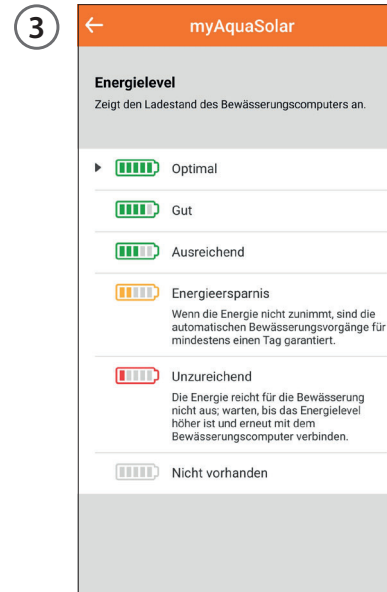 3
myAquaSolar
Energielevel
Zeigt den Ladestand des Bewässerungscomputers an.
Optimal
Gut
Ausreichend
Energieersparnis
Wenn die Energie nicht zunimmt, sind die
automatischen Bewässerungsvorgänge für
mindestens einen Tag garantiert.
Unzureichend
Die Energie reicht für die Bewässerung
nicht aus; warten, bis das Energielevel
höher ist und erneut mit dem
Bewässerungscomputer verbinden.
Nicht vorhanden